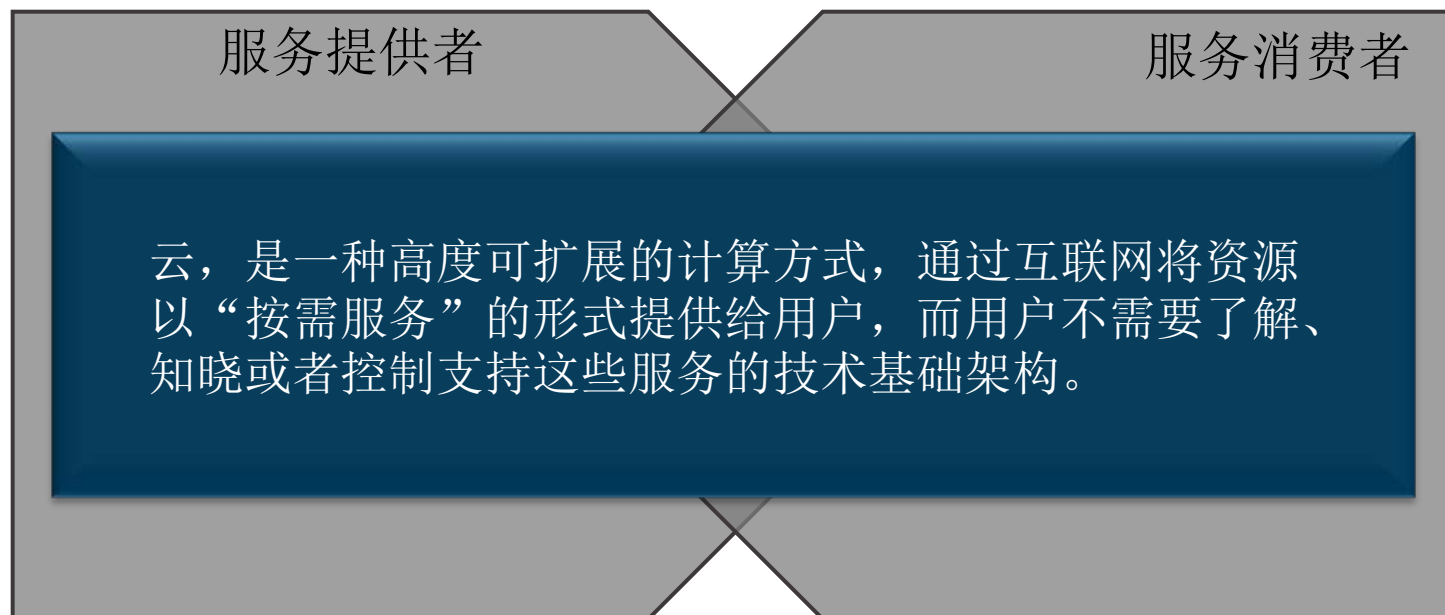 服务提供者
服务消费者
云，是一种高度可扩展的计算方式，通过互联网将资源
以“按需服务”的形式提供给用户，而用户不需要了解、
知晓或者控制支持这些服务的技术基础架构。